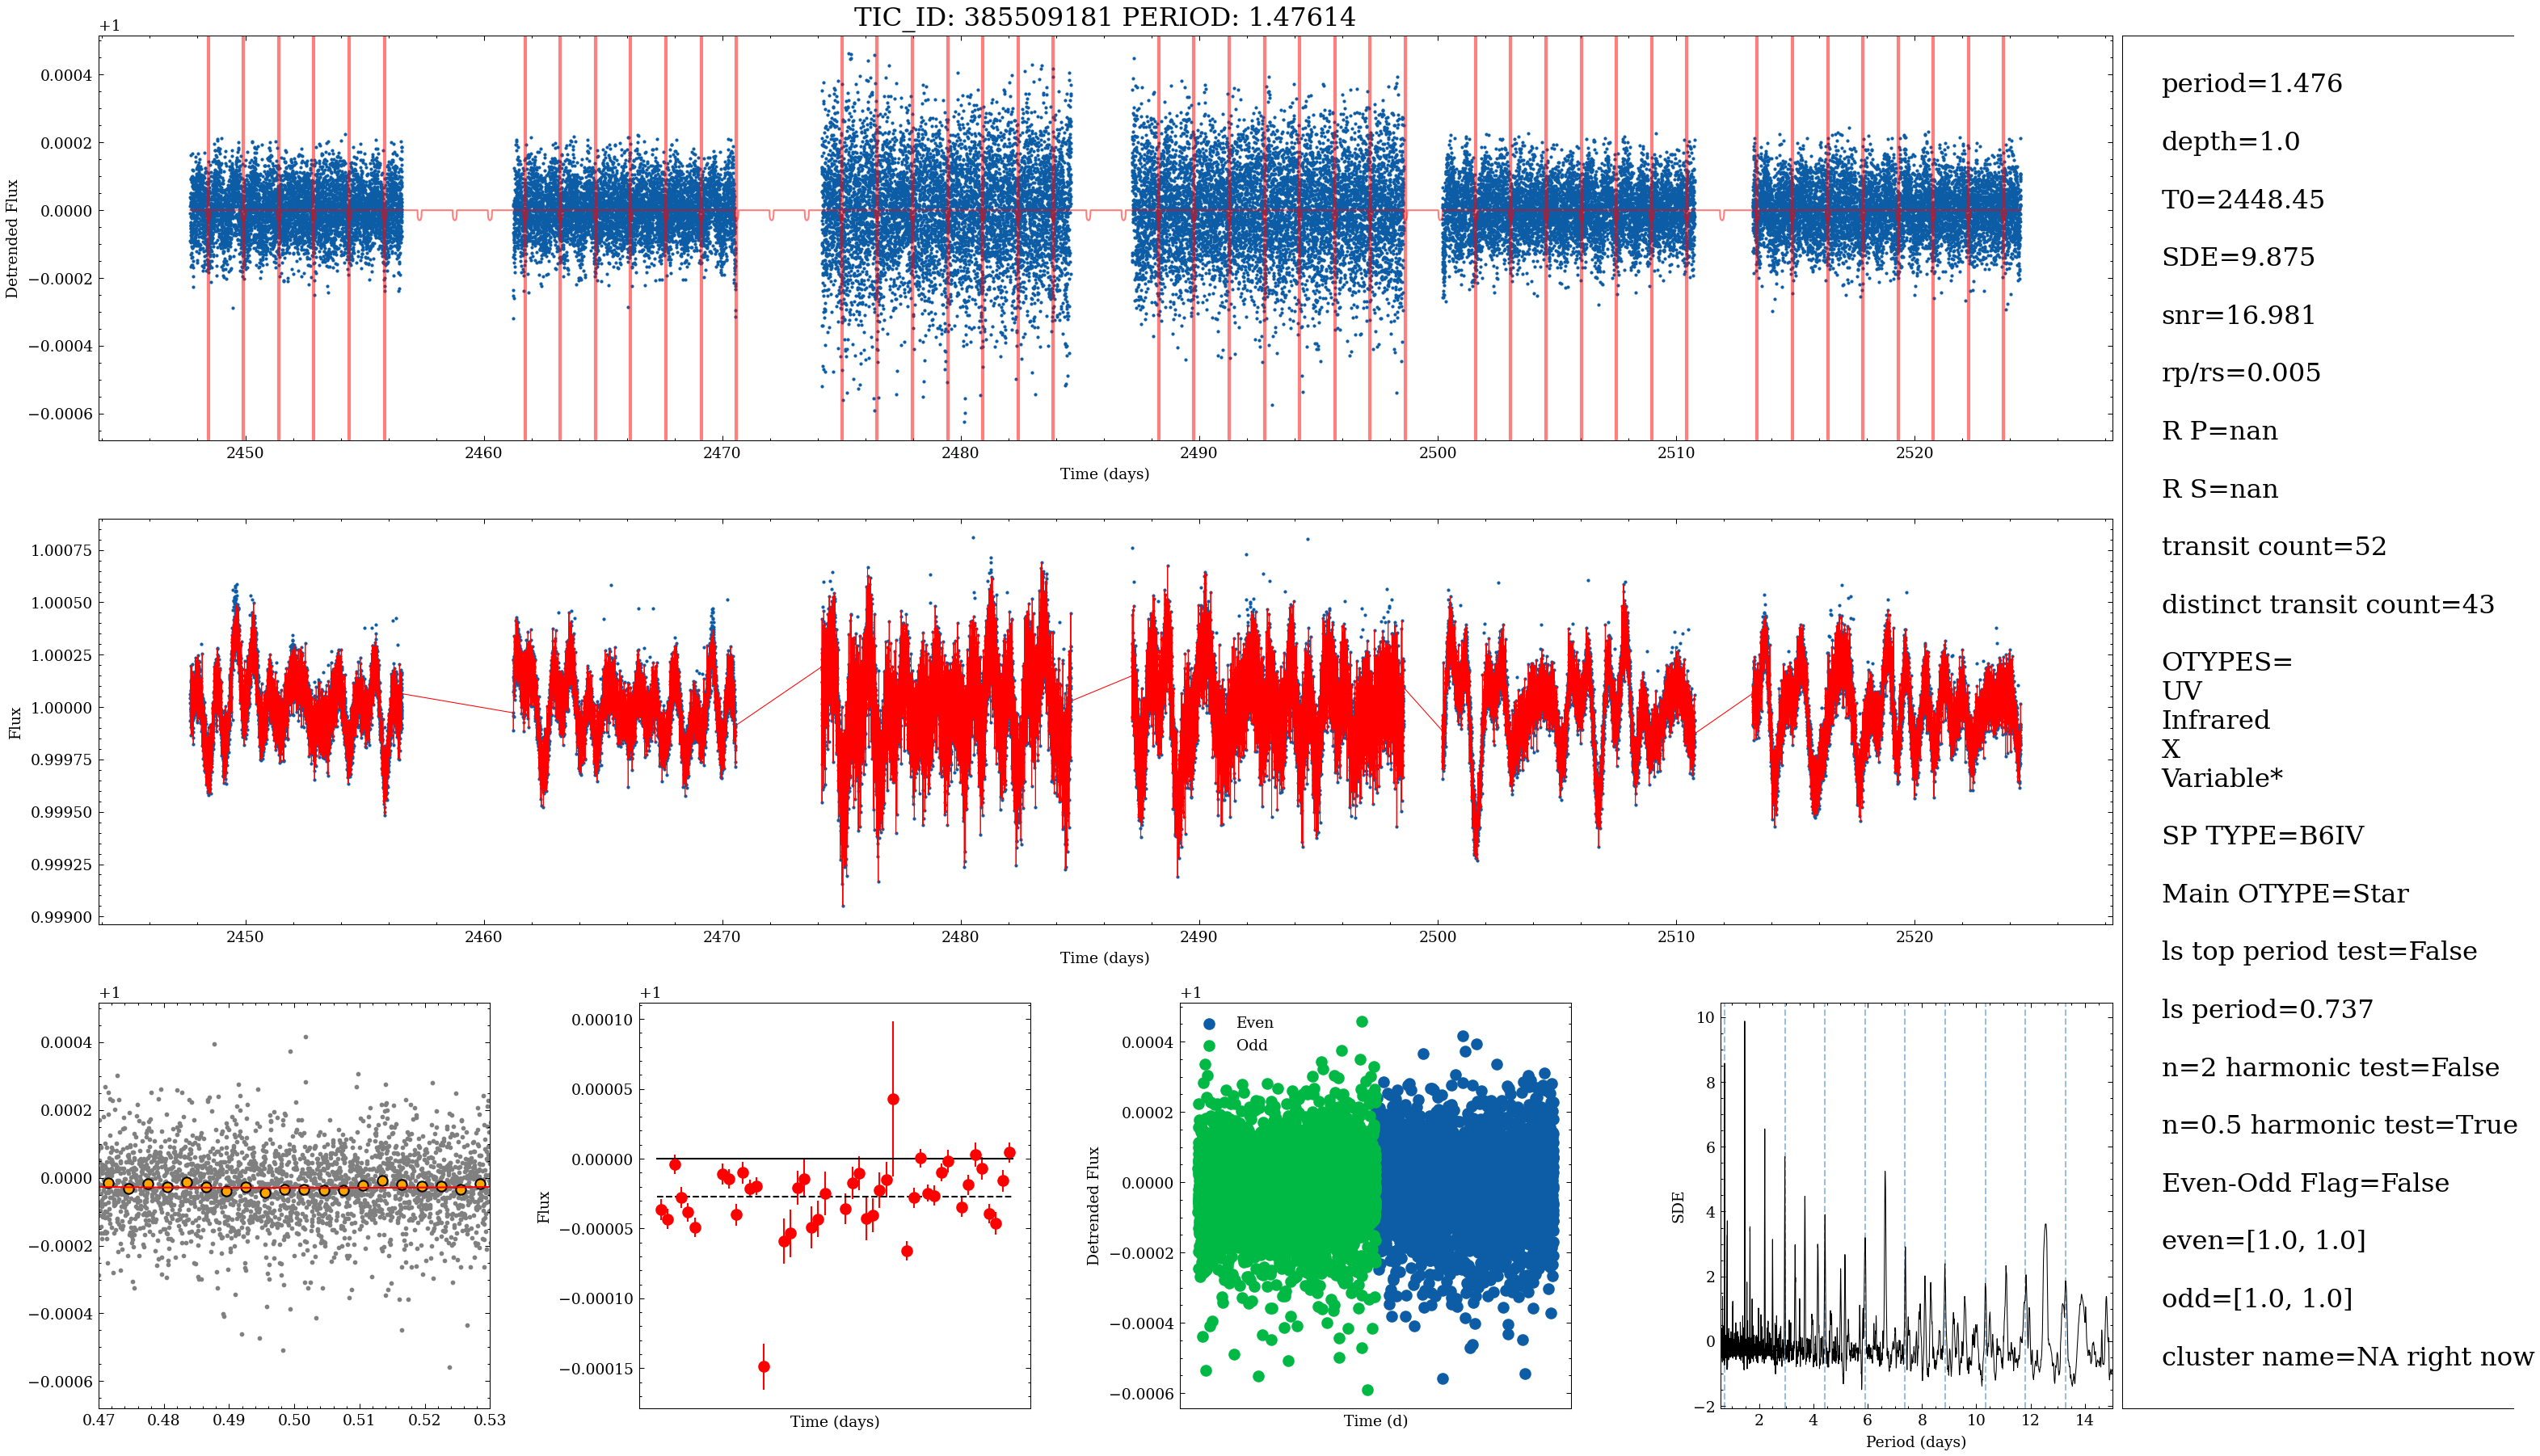 TIC_ID: 385509181 PERIOD: 1.47614
+1
0.0004
0.0002
0.0000
−0.0002
−0.0004
−0.0006
Detrended Flux
2450 2460 2470 2480 2490 2500 2510 2520
Time (days)
1.00075
1.00050
1.00025
1.00000
0.99975
0.99950
0.99925
0.99900
Flux
2450 2460 2470 2480 2490 2500 2510 2520
Time (days)
+1
0.0004
0.0002
0.0000
−0.0002
−0.0004
−0.0006
0.47 0.48 0.49 0.50 0.51 0.52 0.53
+1
0.00010
0.00005
0.00000
−0.00005
−0.00010
−0.00015
Flux
Time (days)
+1
Even
Odd
0.0004
0.0002
0.0000
−0.0002
−0.0004
−0.0006
Detrended Flux
Time (d)
10
8
6
4
2
0
−2
SDE
2 4 6 8 10 12 14
Period (days)
period=1.476
depth=1.0
T0=2448.45
SDE=9.875
snr=16.981
rp/rs=0.005
R P=nan
R S=nan
transit count=52
distinct transit count=43
OTYPES=
UV
Infrared
X
Variable*
SP TYPE=B6IV
Main OTYPE=Star
ls top period test=False
ls period=0.737
n=2 harmonic test=False
n=0.5 harmonic test=True
Even-Odd Flag=False
even=[1.0, 1.0]
odd=[1.0, 1.0]
cluster name=NA right now